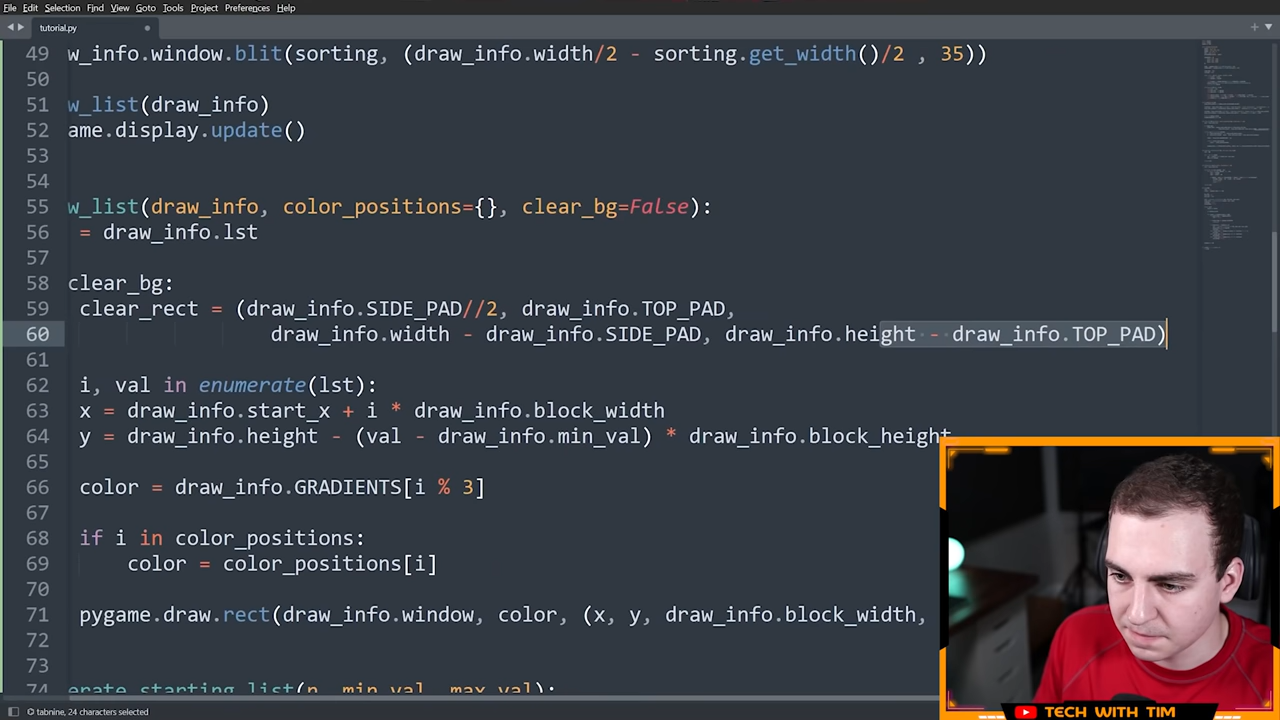 File Edit Selection Find View Goto Tools Project Preferences Help
tutorial.py
49 w_info.window.blit(sorting, (draw_info.width/2 - sorting.get_width()/2 , 35))
50
51 w_list(draw_info)
52 ame.display.update()
53
54
55 w_list(draw_info, color_positions={}, clear_bg=False):
56 = draw_info.lst
57
58 clear_bg:
59 clear_rect = (draw_info.SIDE_PAD//2, draw_info.TOP_PAD,
60 draw_info.width - draw_info.SIDE_PAD, draw_info.height - draw_info.TOP_PAD)
61
62 i, val in enumerate(lst):
63 x = draw_info.start_x + i * draw_info.block_width
64 y = draw_info.height - (val - draw_info.min_val) * draw_info.block_height
65
66 color = draw_info.GRADIENTS[i % 3]
67
68 if i in color_positions:
69 color = color_positions[i]
70
71 pygame.draw.rect(draw_info.window, color, (x, y, draw_info.block_width,
72
73
74 erate_starting_list(n, min_val, max_val):
tabnine, 24 characters selected
TECH WITH TIM